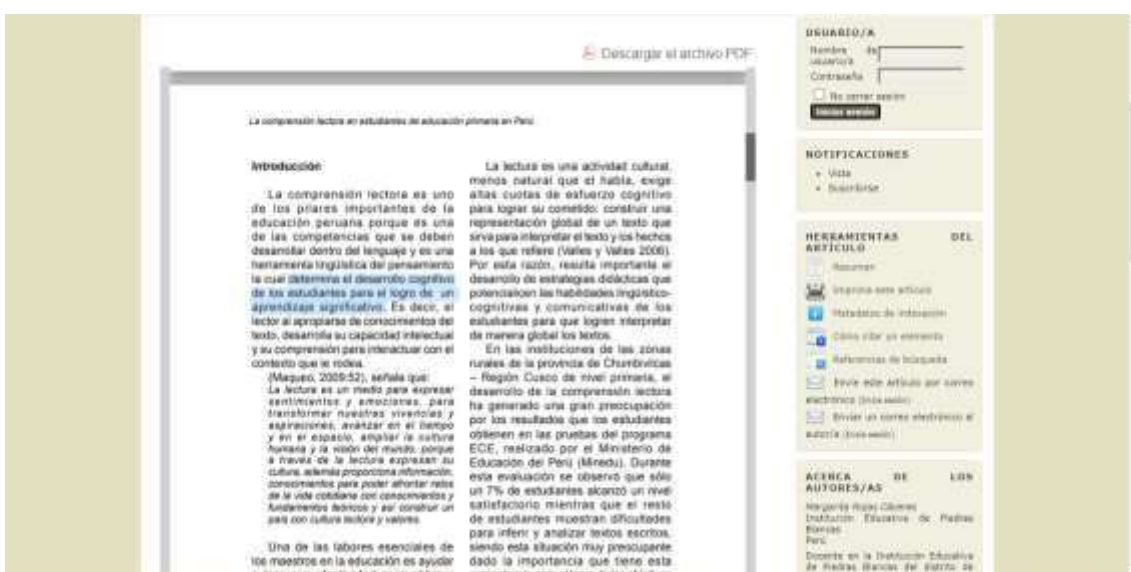 Descargar el archivo PDF
La comprensión lectora en estudiantes de educación primaria en Perú.
Introducción
La comprensión lectora es uno
de los pilares importantes de la
educación peruana porque es una
de las competencias que se deben
desarrollar dentro del lenguaje y es una
herramienta lingüística del pensamiento
la cual determina el desarrollo cognitivo
de los estudiantes para el logro de un
aprendizaje significativo. Es decir, el
lector al apropiarse de conocimientos del
texto, desarrolla su capacidad intelectual
y su comprensión para interactuar con el
contexto que le rodea.
(Maqueo, 2009:52), señala que:
La lectura es un medio para expresar
sentimientos y emociones, para
transformar nuestras vivencias y
aspiraciones, avanzar en el tiempo
y en el espacio, ampliar la cultura
humana y la visión del mundo, porque
a través de la lectura expresan su
cultura, además proporciona información,
conocimientos para poder afrontar retos
de la vida cotidiana con conocimientos y
fundamentos teóricos y así construir un
país con cultura lectora y valores.
Una de las labores esenciales de
los maestros en la educación es ayudar
La lectura es una actividad cultural,
menos natural que el habla, exige
altas cuotas de esfuerzo cognitivo
para lograr su cometido: construir una
representación global de un texto que
sirva para interpretar el texto y los hechos
a los que refiere (Valles y Valles 2006).
Por esta razón, resulta importante el
desarrollo de estrategias didácticas que
potencialicen las habilidades lingüístico-
cognitivas y comunicativas de los
estudiantes para que logren interpretar
de manera global los textos.
En las instituciones de las zonas
rurales de la provincia de Chumbivilcas
– Región Cusco de nivel primaria, el
desarrollo de la comprensión lectora
ha generado una gran preocupación
por los resultados que los estudiantes
obtienen en las pruebas del programa
ECE, realizado por el Ministerio de
Educación del Perú (Minedu). Durante
esta evaluación se observó que sólo
un 7% de estudiantes alcanzó un nivel
satisfactorio mientras que el resto
de estudiantes muestran dificultades
para inferir y analizar textos escritos,
siendo esta situación muy preocupante
dado la importancia que tiene esta
USUARIO/A
Nombre de
usuario/a
Contraseña
No cerrar sesión
Iniciar sesión
NOTIFICACIONES
Vista
Suscribirse
HERRAMIENTAS DEL
ARTÍCULO
Resumen
Imprima este artículo
Metadatos de indexación
Cómo citar un elemento
Referencias de búsqueda
Envíe este artículo por correo
electrónico (Inicie sesión)
Enviar un correo electrónico al
autor/a (Inicie sesión)
ACERCA DE LOS
AUTORES/AS
Margarita Rojas Cáceres
Institución Educativa de Piedras
Blancas
Perú
Docente en la Institución Educativa
de Piedras Blancas del distrito de